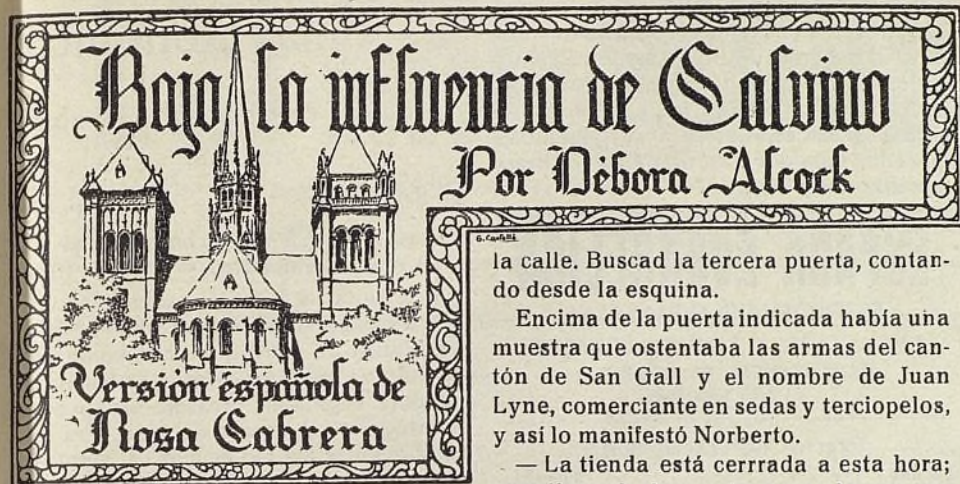 Bajo la influencia de Calvino
Por Débora Alcock
Versión española de
Rosa Cabrera
la calle. Buscad la tercera puerta, contan-
do desde la esquina.
Encima de la puerta indicada había una
muestra que ostentaba las armas del can-
tón de San Gall y el nombre de Juan
Lyne, comerciante en sedas y terciopelos,
y así lo manifestó Norberto.
— La tienda está cerrrada a esta hora;